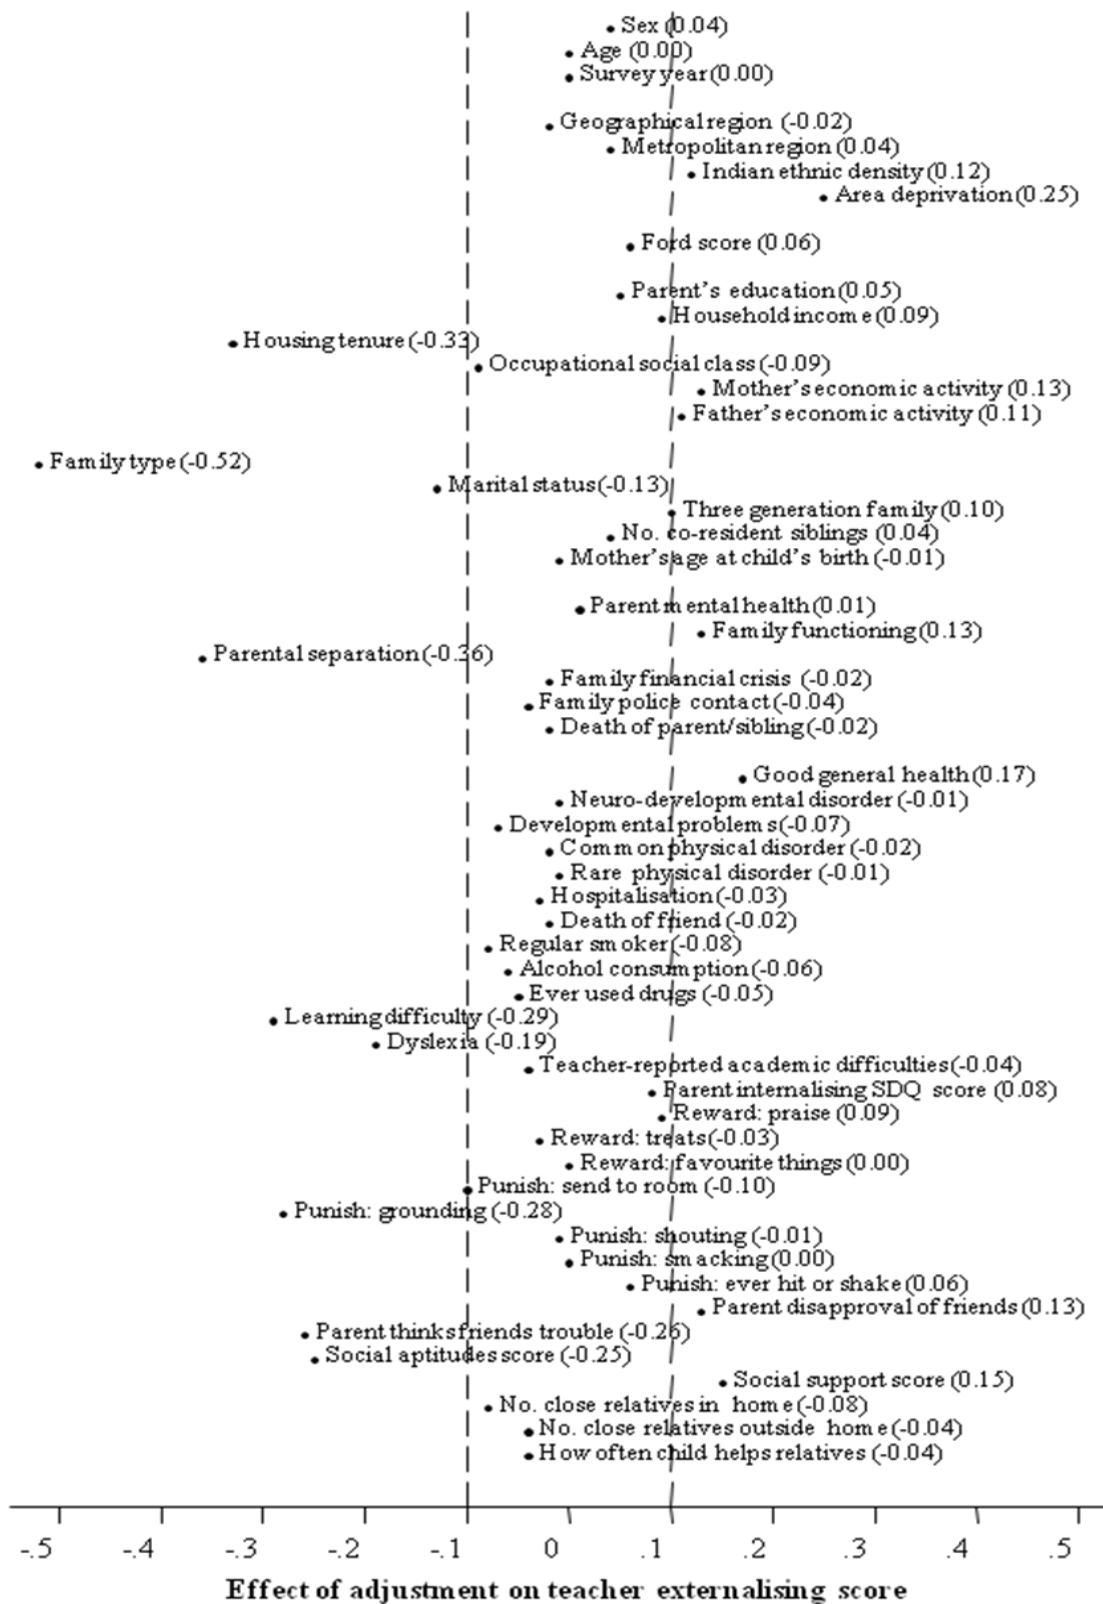 Sex (0.04)
Age (0.00)
Survey year (0.00)
Geographical region (-0.02)
Metropolitan region (0.04)
Indian ethnic density (0.12)
Area deprivation (0.25)
Ford score (0.06)
Parent's education (0.05)
Household income (0.09)
Housing tenure (-0.33)
Occupational social class (-0.09)
Mother's economic activity (0.13)
Father's economic activity (0.11)
Family type (-0.52)
Marital status (-0.13)
Three generation family (0.10)
No. co-resident siblings (0.04)
Mother's age at child's birth (-0.01)
Parent mental health (0.01)
Family functioning (0.13)
Parental separation (-0.36)
Family financial crisis (-0.02)
Family police contact (-0.04)
Death of parent/sibling (-0.02)
Good general health (0.17)
Neuro-developmental disorder (-0.01)
Developmental problems (-0.07)
Common physical disorder (-0.02)
Rare physical disorder (-0.01)
Hospitalisation (-0.03)
Death of friend (-0.02)
Regular smoker (-0.08)
Alcohol consumption (-0.06)
Ever used drugs (-0.05)
Learning difficulty (-0.29)
Dyslexia (-0.19)
Teacher-reported academic difficulties (-0.04)
Parent internalising SDQ score (0.08)
Reward: praise (0.09)
Reward: treats (-0.03)
Reward: favourite things (0.00)
Punish: send to room (-0.10)
Punish: grounding (-0.28)
Punish: shouting (-0.01)
Punish: smacking (0.00)
Punish: ever hit or shake (0.06)
Parent disapproval of friends (0.13)
Parent thinks friends trouble (-0.26)
Social aptitudes score (-0.25)
Social support score (0.15)
No. close relatives in home (-0.08)
No. close relatives outside home (-0.04)
How often child helps relatives (-0.04)
-.5 -.4 -.3 -.2 -.1 0 .1 .2 .3 .4 .5
Effect of adjustment on teacher externalising score